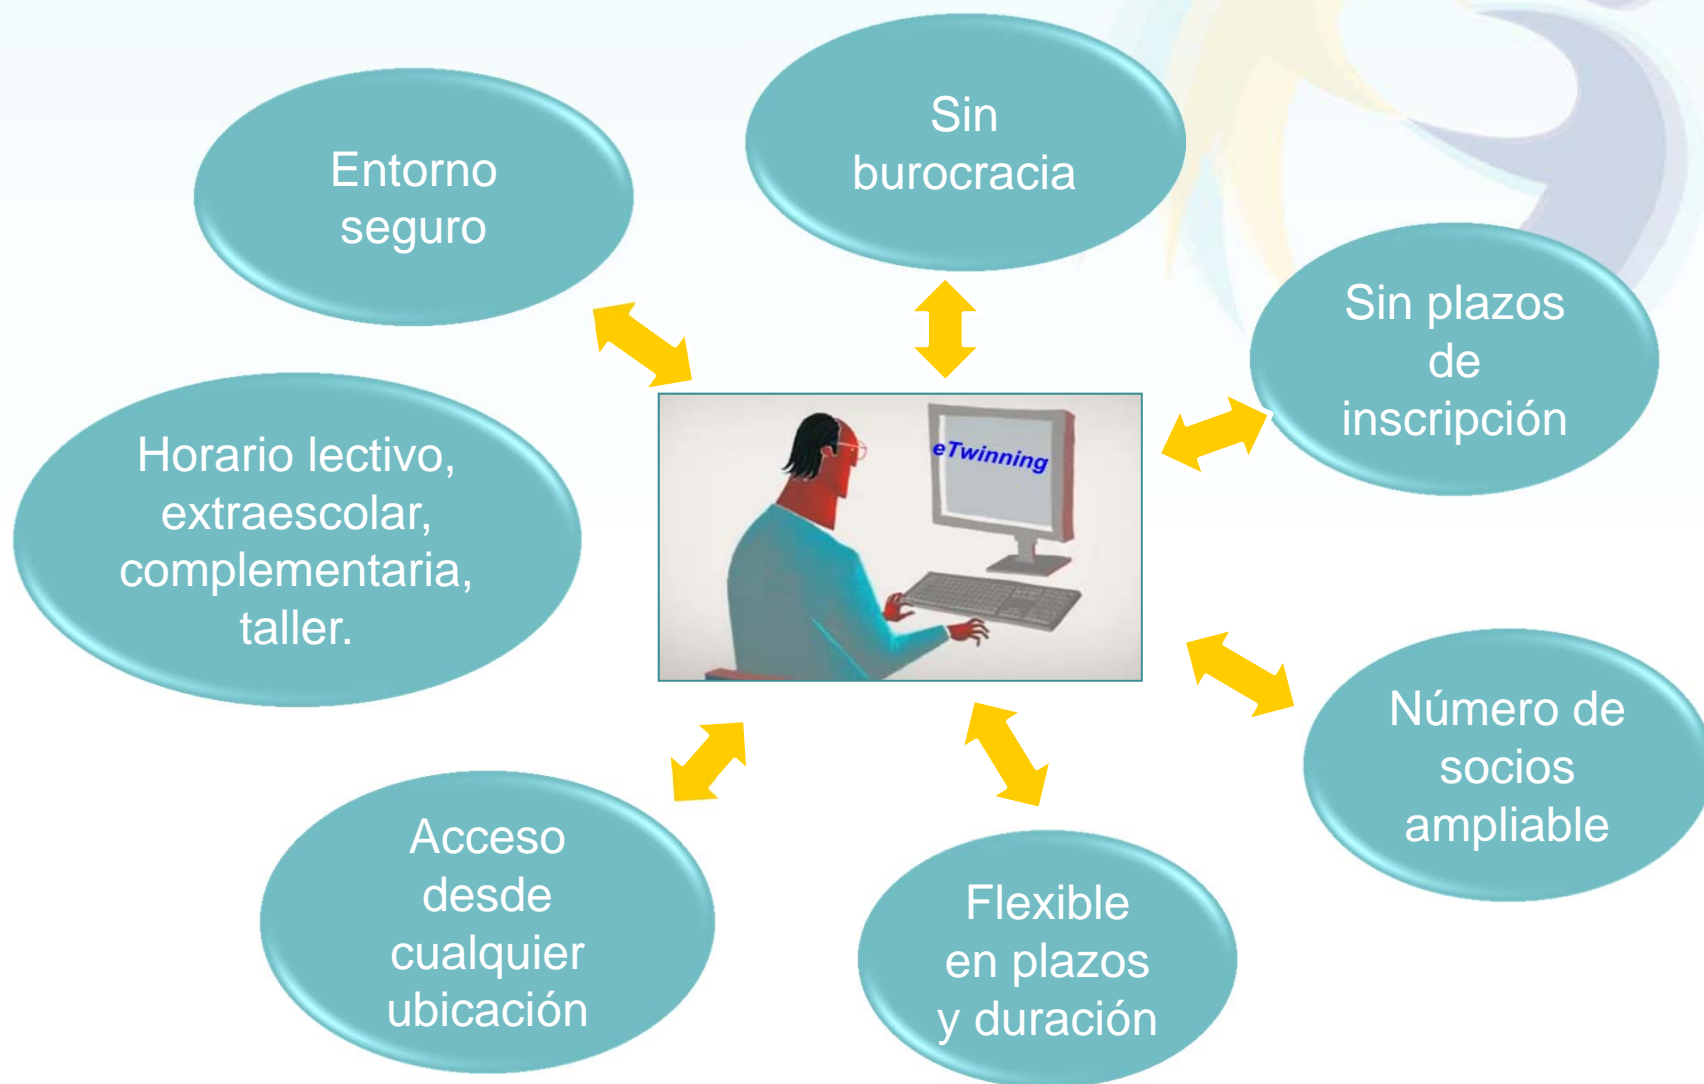 Sin
burocracia
Entorno
seguro
Sin plazos
de
inscripción
Horario lectivo,
extraescolar,
complementaria,
taller.
eTwinning
Número de
socios
ampliable
Acceso
desde
cualquier
ubicación
Flexible
en plazos
y duración